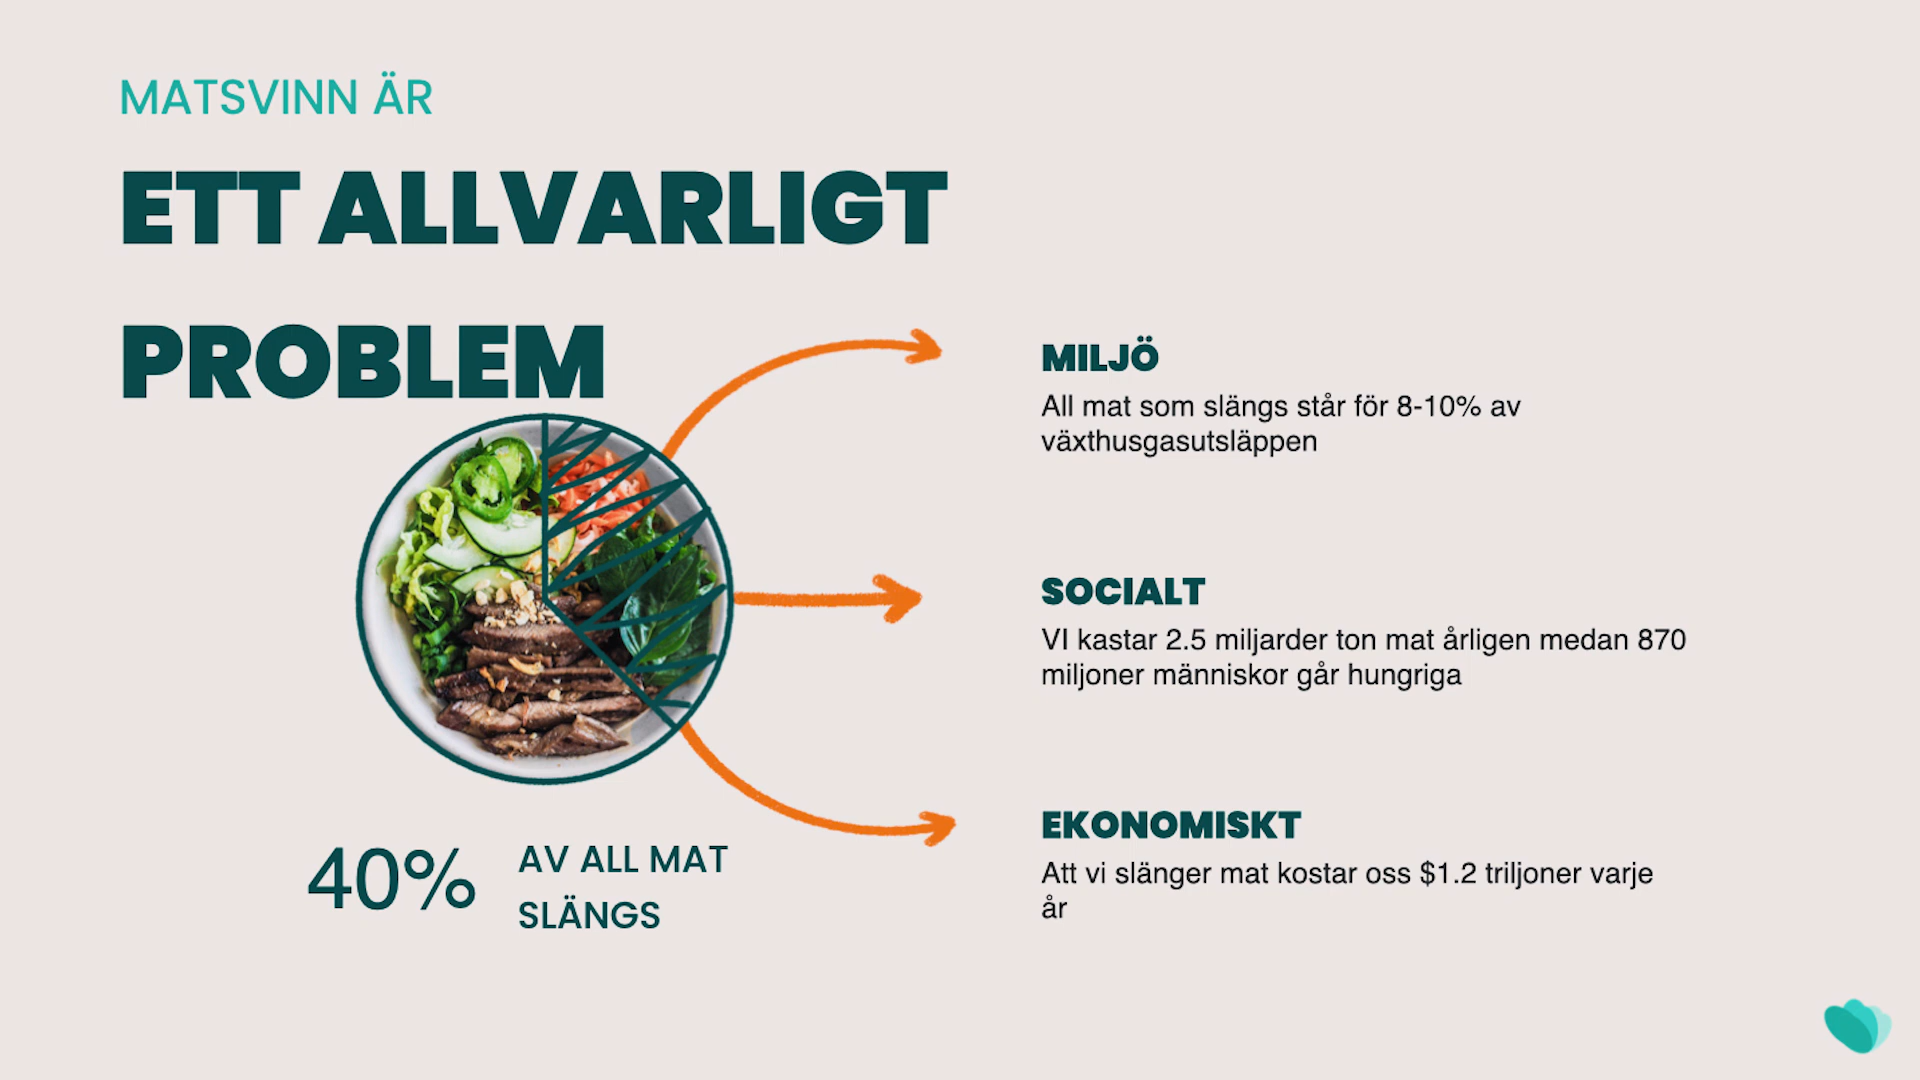 MATSVINN ÄR
ETT ALLVARLIGT
PROBLEM
MILJÖ
All mat som slängs står för 8-10% av
växthusgasutsläppen
SOCIALT
VI kastar 2.5 miljarder ton mat årligen medan 870
miljoner människor går hungriga
EKONOMISKT
Att vi slänger mat kostar oss $1.2 triljoner varje
år
40%
AV ALL MAT
SLÄNGS